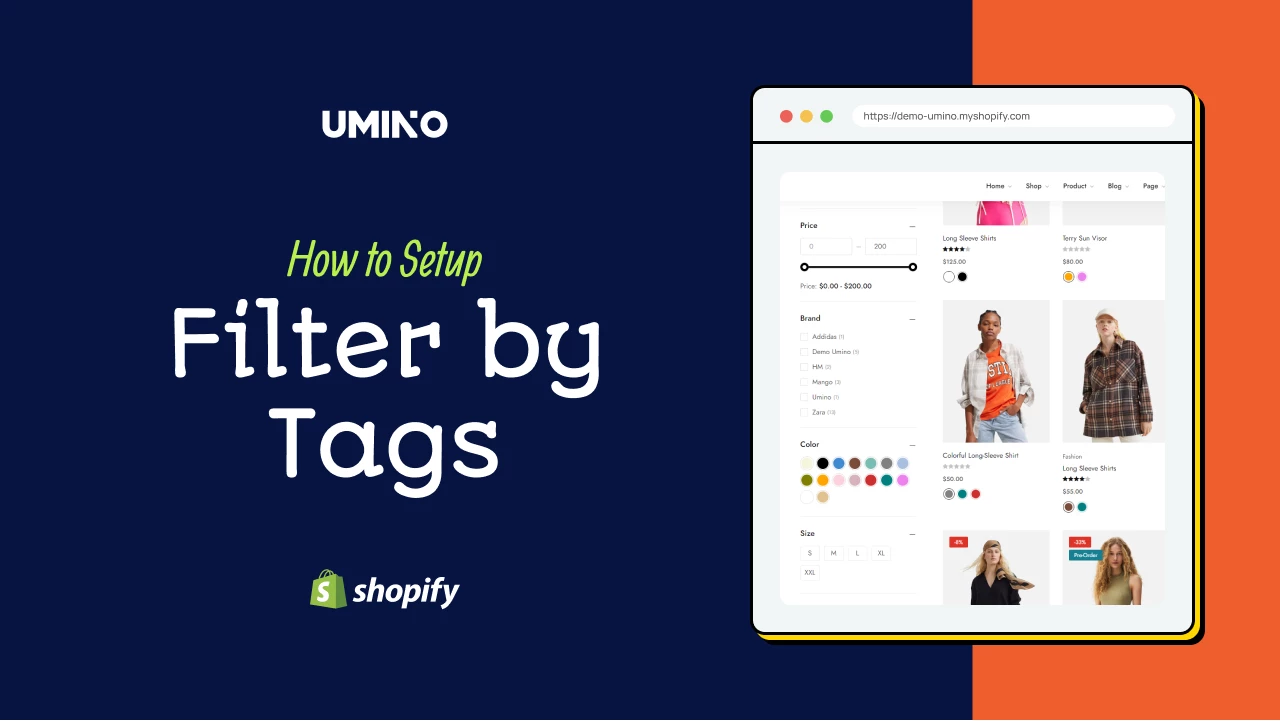 UMINO
How to Setup
Filter by
Tags
shopify
https://demo-umino.myshopify.com
Home Shop Product Blog Page
Price
0 – 200
Price: $0.00 - $200.00
Brand
Addidas (1)
Demo Umino (5)
HM (2)
Mango (3)
Umino (1)
Zara (13)
Color
Size
S M L XL
XXL
Long Sleeve Shirts
$125.00
Terry Sun Visor
$80.00
Colorful Long-Sleeve Shirt
$50.00
Fashion
Long Sleeve Shirts
$55.00
-8%
-33%
Pre-Order